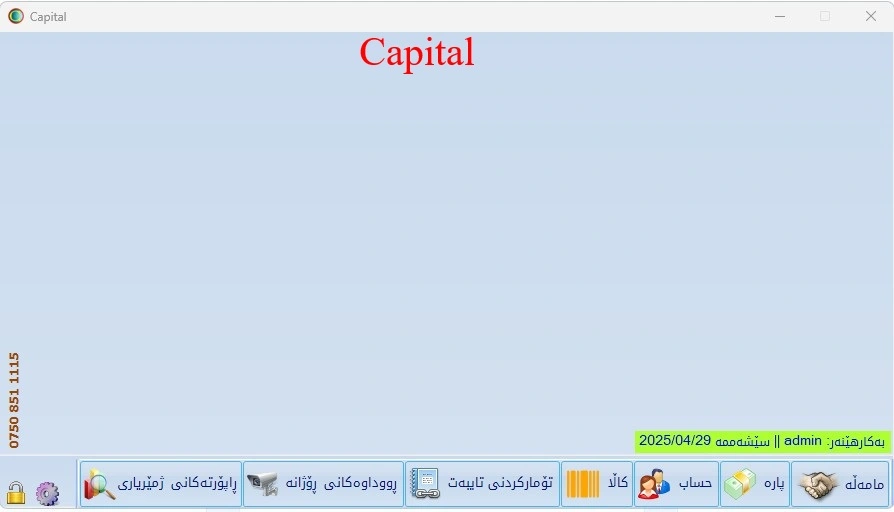 Capital
Capital
0750 851 1115
بەکارهێنەر: admin || سێشەممە 2025/04/29
مامەڵە
پارە
حساب
کاڵا
تۆمارکردنی تایبەت
ڕووداوەکانی ڕۆژانە
ڕاپۆرتەکانی ژمێریاری